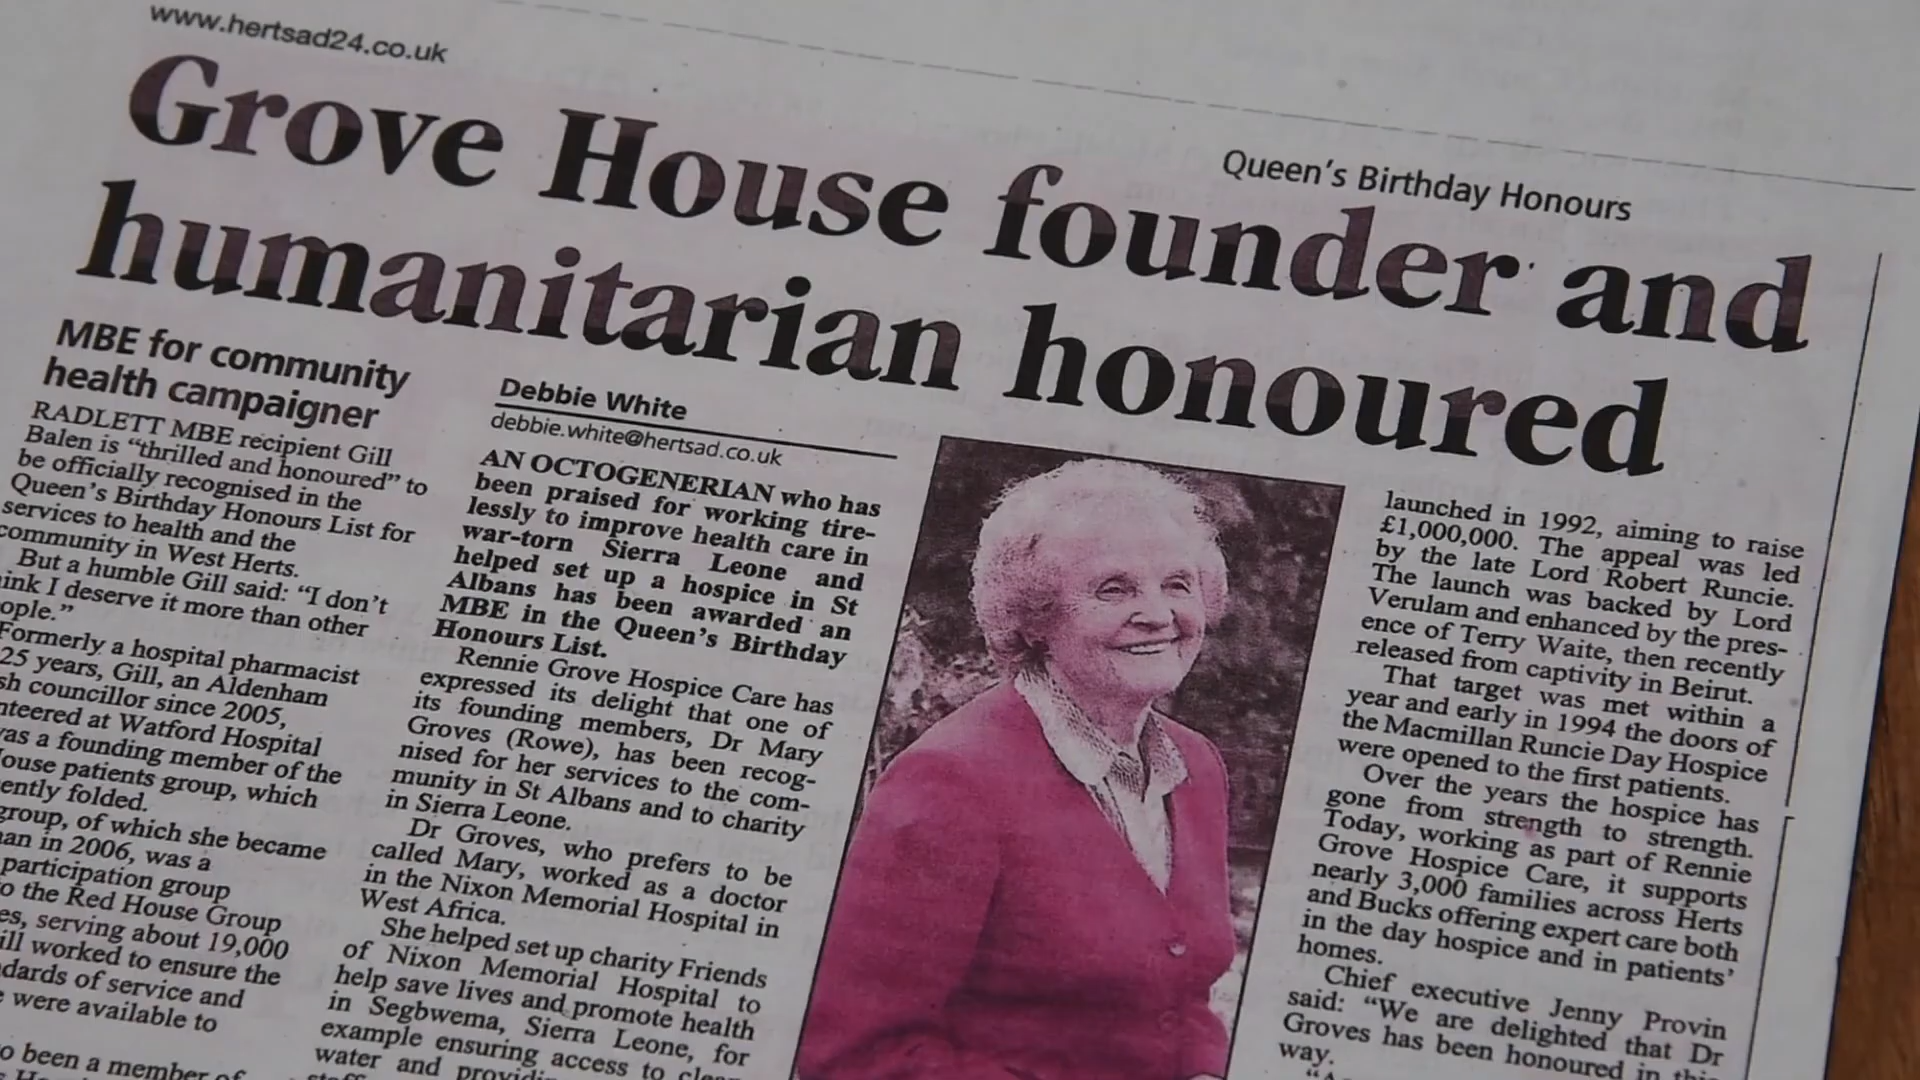 www.hertsad24.co.uk
Queen's Birthday Honours
Grove House founder and
humanitarian honoured
MBE for community
health campaigner
RADLETT MBE recipient Gill
Balen is “thrilled and honoured” to
be officially recognised in the
Queen's Birthday Honours List for
services to health and the
community in West Herts.
But a humble Gill said: “I don't
I deserve it more than other
Formerly a hospital pharmacist
25 years, Gill, an Aldenham
councillor since 2005,
at Watford Hospital
was a founding member of the
House patients group, which
folded.
group, of which she became
in 2006, was a
participation group
to the Red House Group
serving about 19,000
Gill worked to ensure the
of service and
were available to
been a member of
Debbie White
debbie.white@hertsad.co.uk
AN OCTOGENERIAN who has
been praised for working tire-
lessly to improve health care in
war-torn Sierra Leone and
helped set up a hospice in St
Albans has been awarded an
MBE in the Queen's Birthday
Honours List.
Rennie Grove Hospice Care has
expressed its delight that one of
its founding members, Dr Mary
Groves (Rowe), has been recog-
nised for her services to the com-
munity in St Albans and to charity
in Sierra Leone.
Dr Groves, who prefers to be
called Mary, worked as a doctor
in the Nixon Memorial Hospital in
West Africa.
She helped set up charity Friends
of Nixon Memorial Hospital to
help save lives and promote health
in Segbwema, Sierra Leone, for
example ensuring access to clean
water and
launched in 1992, aiming to raise
£1,000,000. The appeal was led
by the late Lord Robert Runcie.
The launch was backed by Lord
Verulam and enhanced by the pres-
ence of Terry Waite, then recently
released from captivity in Beirut.
That target was met within a
year and early in 1994 the doors of
the Macmillan Runcie Day Hospice
were opened to the first patients.
Over the years the hospice has
gone from strength to strength.
Today, working as part of Rennie
Grove Hospice Care, it supports
nearly 3,000 families across Herts
and Bucks offering expert care both
in the day hospice and in patients'
homes.
Chief executive Jenny Provin
said: “We are delighted that Dr
Groves has been honoured in this
way.